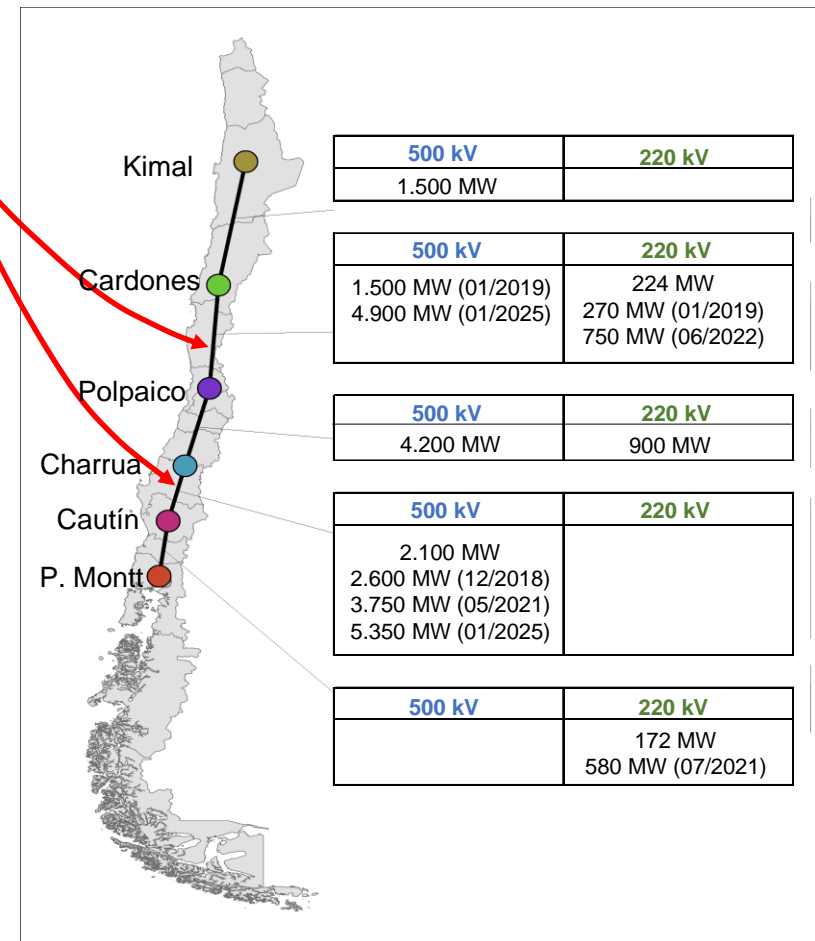 Kimal
500 kV 220 kV
1.500 MW
Cardones
500 kV 220 kV
1.500 MW (01/2019) 224 MW
4.900 MW (01/2025) 270 MW (01/2019)
750 MW (06/2022)
Polpaico
500 kV 220 kV
4.200 MW 900 MW
Charrua
Cautín
P. Montt
500 kV 220 kV
2.100 MW
2.600 MW (12/2018)
3.750 MW (05/2021)
5.350 MW (01/2025)
500 kV 220 kV
172 MW
580 MW (07/2021)